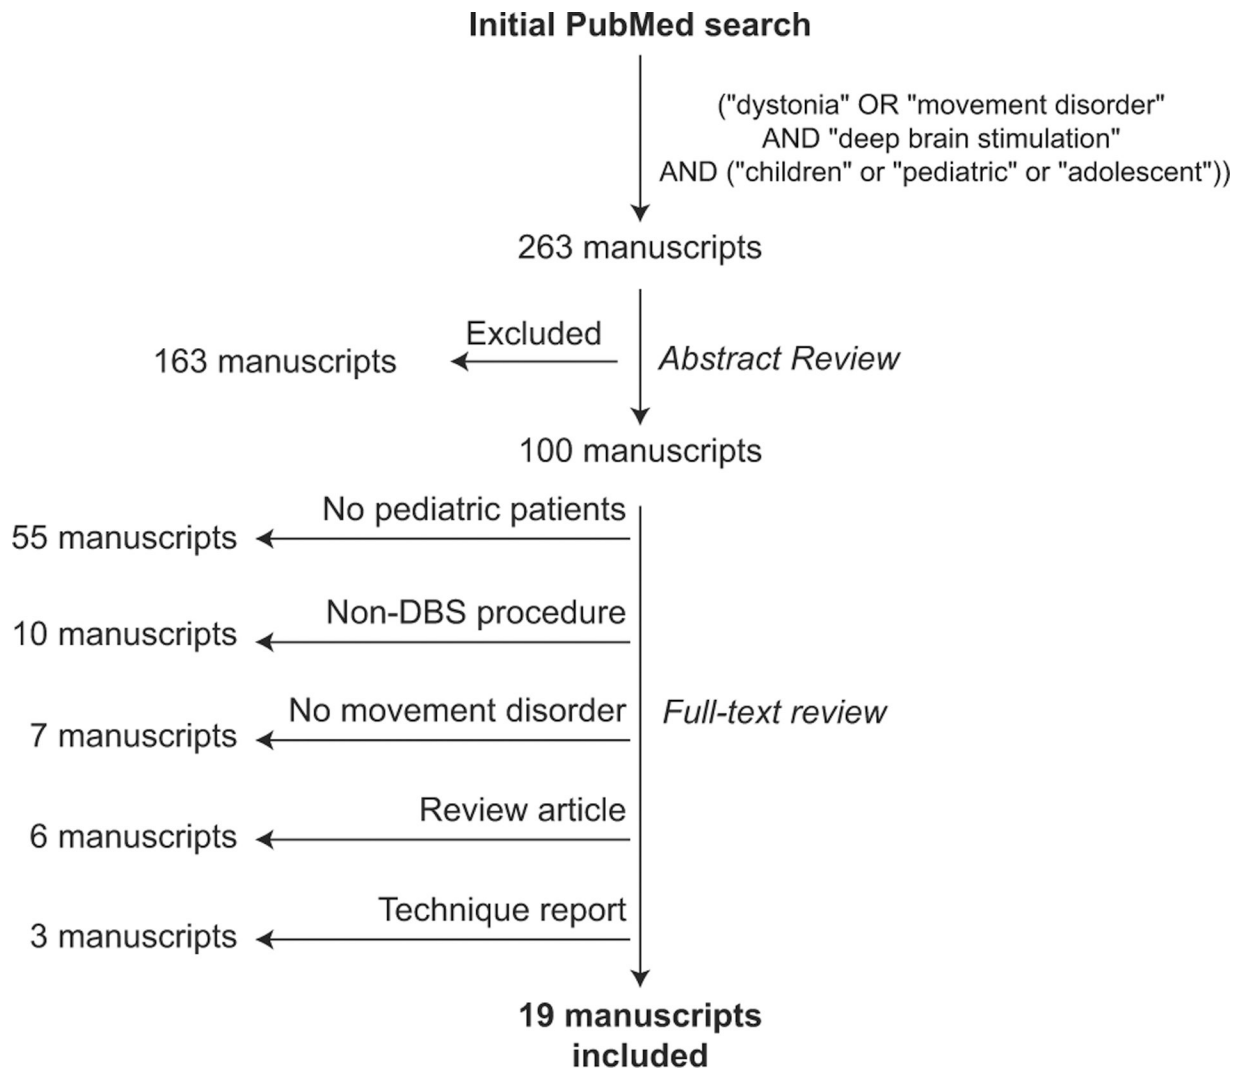 Initial PubMed search
("dystonia" OR "movement disorder"
AND "deep brain stimulation"
AND ("children" or "pediatric" or "adolescent"))
263 manuscripts
Excluded
163 manuscripts
Abstract Review
100 manuscripts
No pediatric patients
55 manuscripts
Non-DBS procedure
10 manuscripts
No movement disorder
7 manuscripts
Full-text review
Review article
6 manuscripts
Technique report
3 manuscripts
19 manuscripts
included